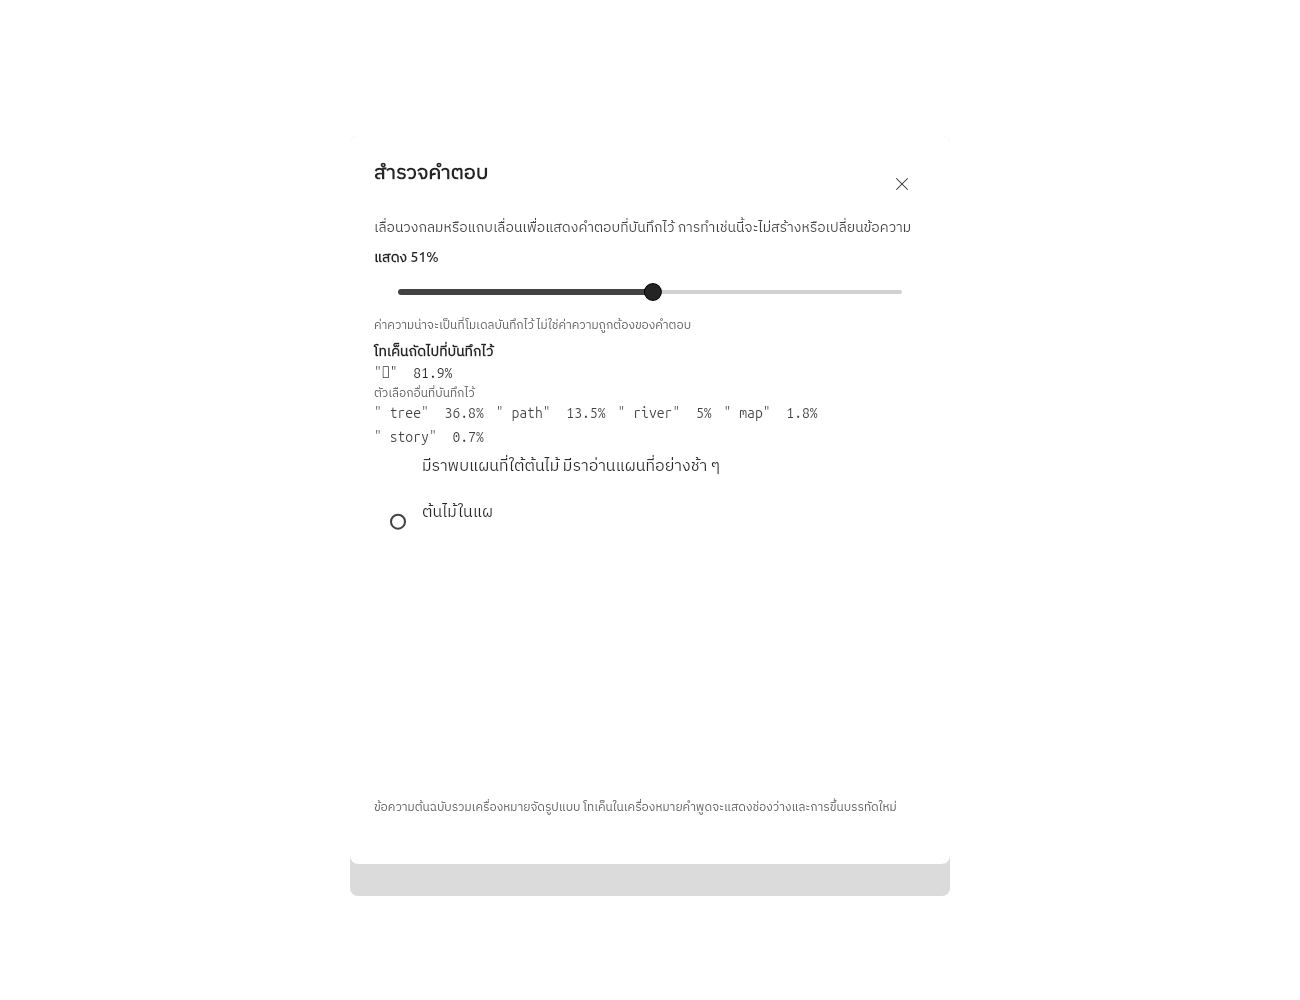 สำรวจคำตอบ
เลื่อนวงกลมหรือแถบเลื่อนเพื่อแสดงคำตอบที่บันทึกไว้ การทำเช่นนี้จะไม่สร้างหรือเปลี่ยนข้อความ
แสดง 51%
ค่าความน่าจะเป็นที่โมเดลบันทึกไว้ ไม่ใช่ค่าความถูกต้องของคำตอบ
โทเค็นถัดไปที่บันทึกไว้
"▯" 81.9%
ตัวเลือกอื่นที่บันทึกไว้
" tree" 36.8% " path" 13.5% " river" 5% " map" 1.8%
" story" 0.7%
มีราพบแผนที่ใต้ต้นไม้ มีราอ่านแผนที่อย่างช้า ๆ
ต้นไม้ในแผ
ข้อความต้นฉบับรวมเครื่องหมายจัดรูปแบบ โทเค็นในเครื่องหมายคำพูดจะแสดงช่องว่างและการขึ้นบรรทัดใหม่